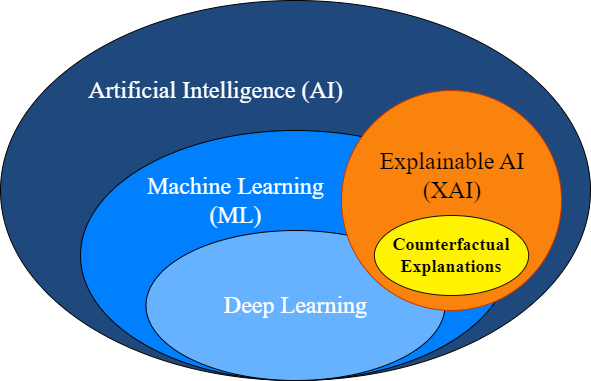 Artificial Intelligence (AI)
Explainable AI
(XAI)
Machine Learning
(ML)
Counterfactual
Explanations
Deep Learning